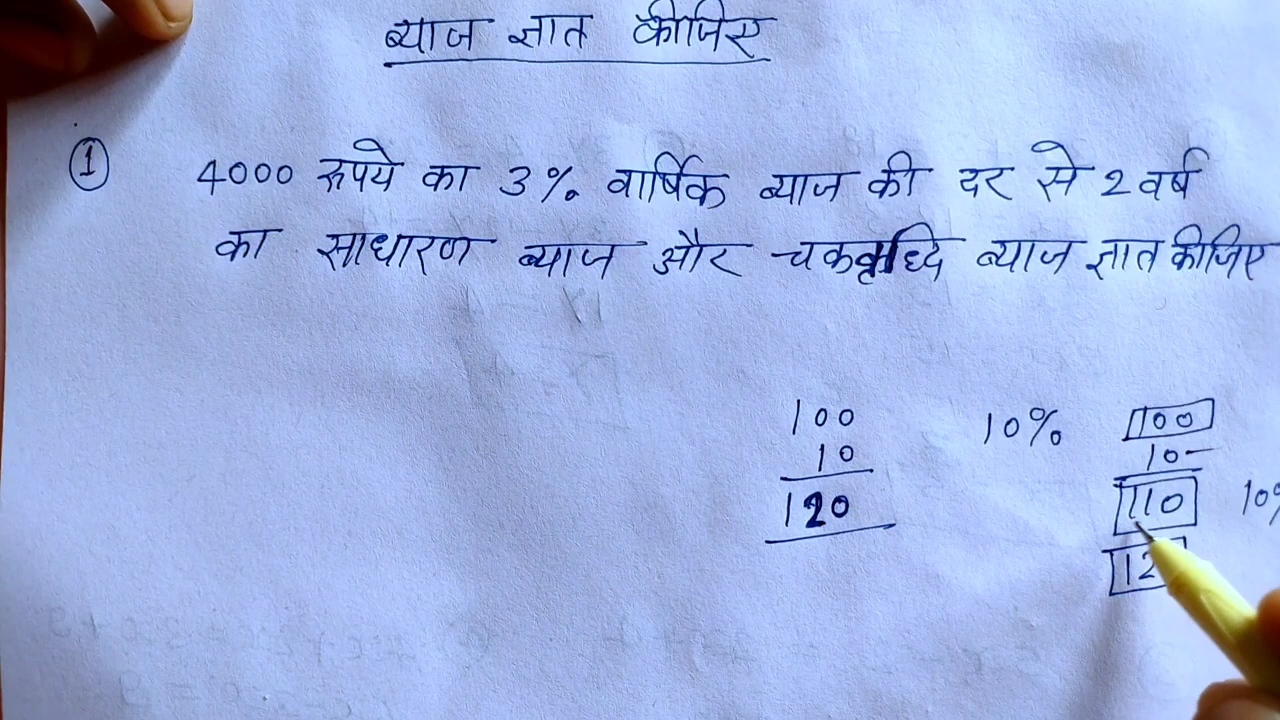 ब्याज ज्ञात कीजिए
① 4000 रुपये का 3% वार्षिक ब्याज की दर से 2 वर्ष
का साधारण ब्याज और चक्रवृध्दि ब्याज ज्ञात कीजिए
100
10
120
10% 100
10
110 10%
12